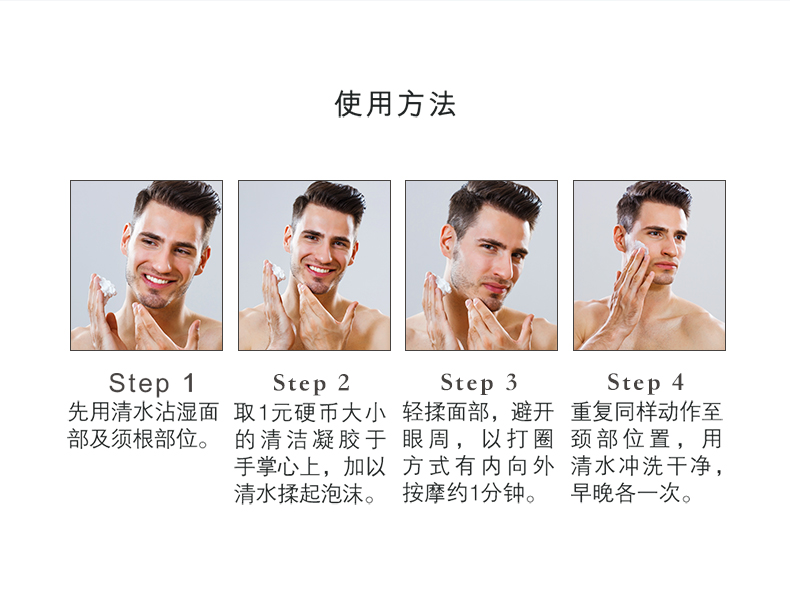 使用方法
Step 1
先用清水沾湿面
部及须根部位。
Step 2
取1元硬币大小
的清洁凝胶于
手掌心上，加以
清水揉起泡沫。
Step 3
轻揉面部，避开
眼周，以打圈
方式有内向外
按摩约1分钟。
Step 4
重复同样动作至
颈部位置，用
清水冲洗干净，
早晚各一次。